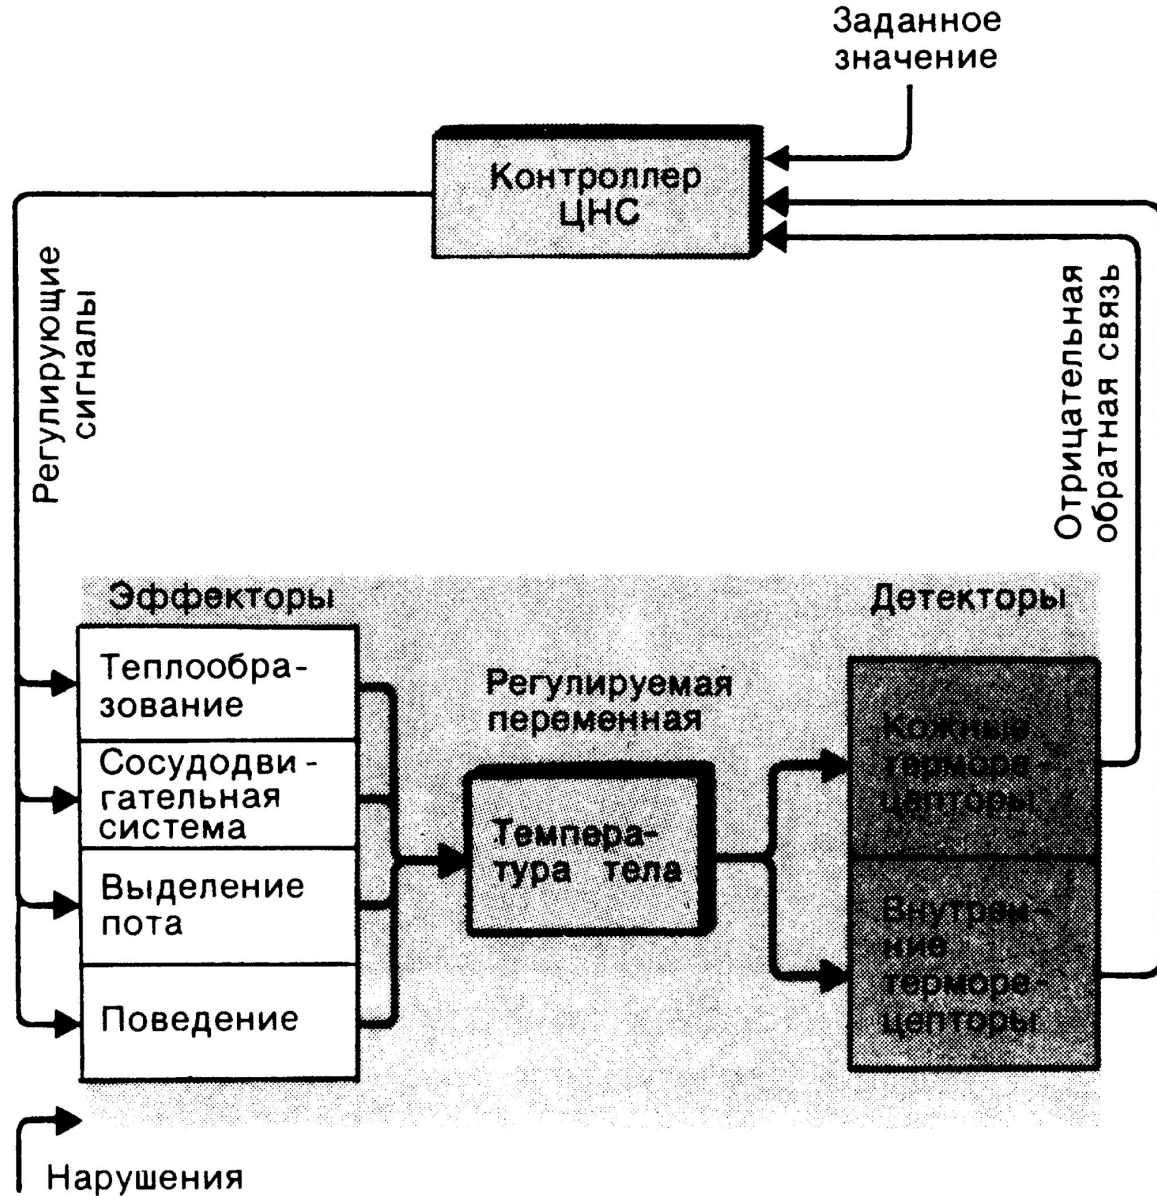 Заданное
значение
Контроллер
ЦНС
Регулирующие
сигналы
Отрицательная
обратная связь
Эффекторы
Теплообра-
зование
Сосудодви-
гательная
система
Выделение
пота
Поведение
Регулируемая
переменная
Темпера-
тура тела
Детекторы
Кожные
терморе-
цепторы
Внутрен-
ние
терморе-
цепторы
Нарушения